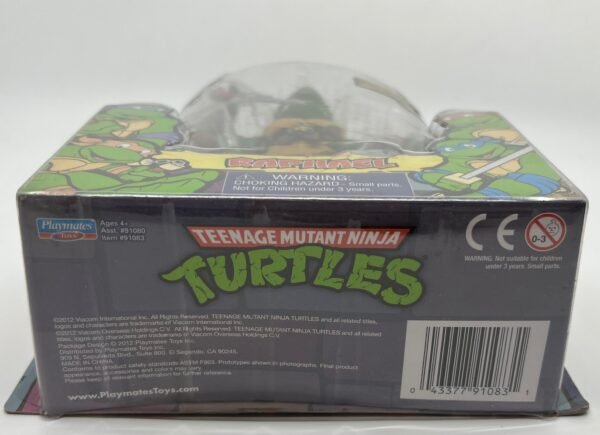 RAPHAEL
WARNING:
CHOKING HAZARD - Small parts.
Not for Children under 3 years.
Playmates
TOYS
Ages 4+
Asst. #91080
Item #91083
TEENAGE MUTANT NINJA
TURTLES
CE
0-3
WARNING: Not suitable for children
under 3 years. Small parts.
©2012 Viacom International Inc. All Rights Reserved. TEENAGE MUTANT NINJA TURTLES and all related titles,
logos and characters are trademarks of Viacom International Inc.
©2012 Viacom Overseas Holdings C.V. All Rights Reserved. TEENAGE MUTANT NINJA TURTLES and all related titles,
logos and characters are trademarks of Viacom Overseas Holdings C.V.
Package Design © 2012 Playmates Toys Inc.
Distributed by Playmates Toys Inc.
909 N. Sepulveda Blvd., Suite 800, El Segundo, CA 90245.
MADE IN CHINA.
Conforms to product safety standards ASTM F963. Prototypes shown in photographs. Final product
appearance, accessories and colors may vary.
Please keep all relevant information for further reference.
www.PlaymatesToys.com
0 43377 91083 1